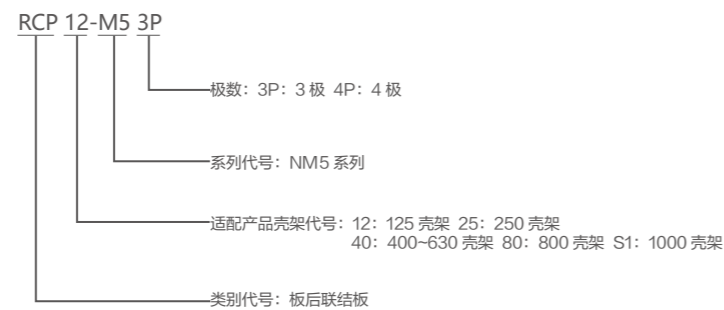 RCP 12-M5 3P
极数：3P：3 极 4P：4 极
系列代号：NM5 系列
适配产品壳架代号：12：125 壳架 25：250 壳架
40：400~630 壳架 80：800 壳架 S1：1000 壳架
类别代号：板后联结板